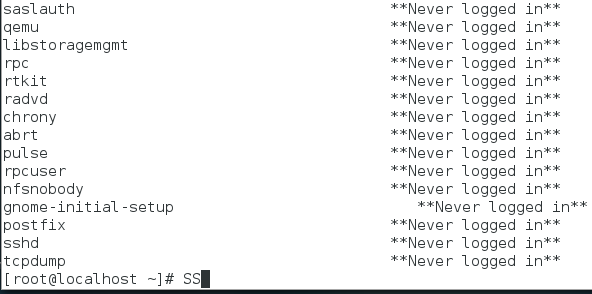 saslauth **Never logged in**
qemu **Never logged in**
libstoragemgmt **Never logged in**
rpc **Never logged in**
rtkit **Never logged in**
radvd **Never logged in**
chrony **Never logged in**
abrt **Never logged in**
pulse **Never logged in**
rpcuser **Never logged in**
nfsnobody **Never logged in**
gnome-initial-setup **Never logged in**
postfix **Never logged in**
sshd **Never logged in**
tcpdump **Never logged in**
[root@localhost ~]# SS